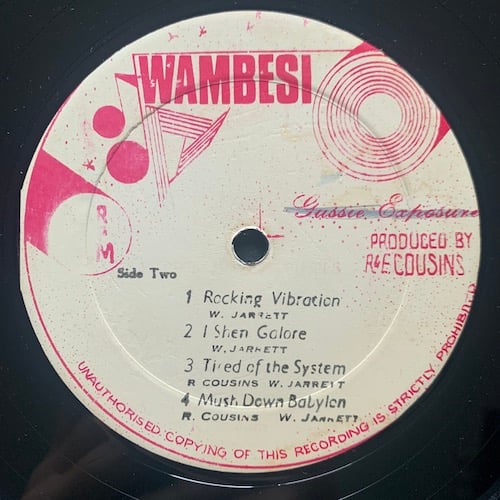 WAMBESI
Gussie Exposure
PRODUCED BY
R&E COUSINS
R.M
Side Two
1 Rocking Vibration
W. JARRETT
2 I Shen Galore
W. JARRETT
3 Tired of the System
R COUSINS W. JARRETT
4 Mush Down Babylon
R. COUSINS W. JARRETT
UNAUTHORISED COPYING OF THIS RECORDING IS STRICTLY PROHIBITED